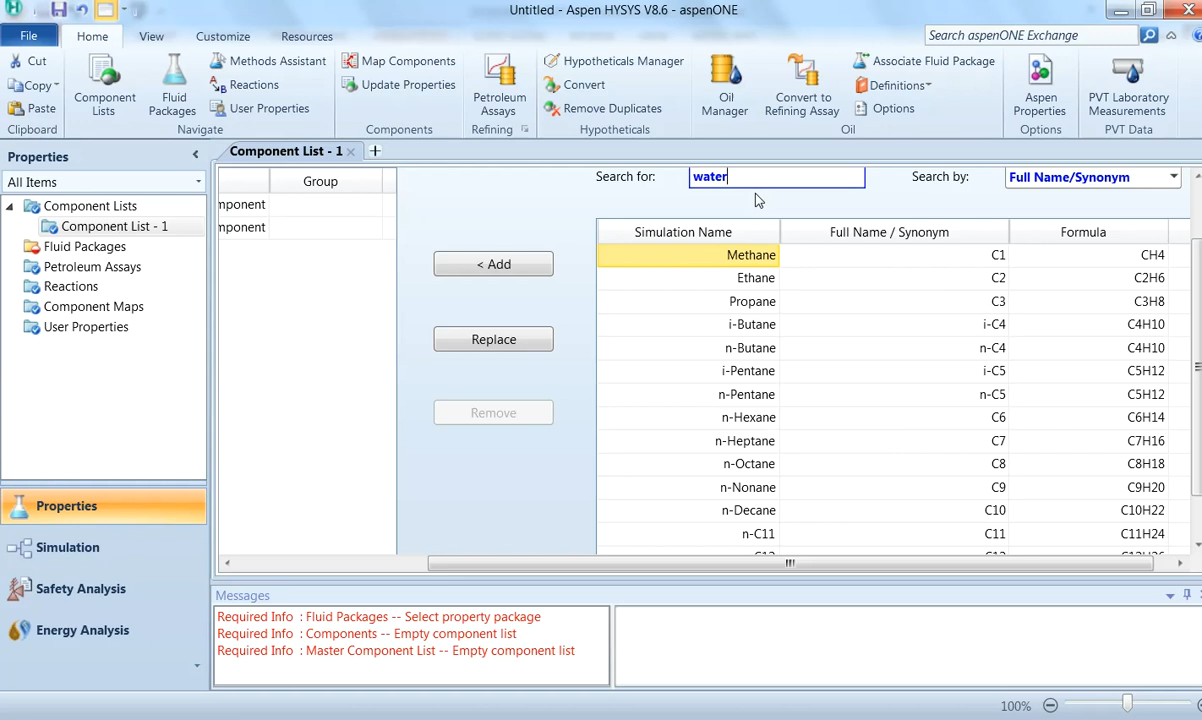 Untitled - Aspen HYSYS V8.6 - aspenONE
File Home View Customize Resources Search aspenONE Exchange
Cut
Copy
Paste
Clipboard
Component Lists
Fluid Packages
Methods Assistant
Reactions
User Properties
Navigate
Map Components
Update Properties
Components
Petroleum Assays
Refining
Hypotheticals Manager
Convert
Remove Duplicates
Hypotheticals
Oil Manager
Convert to Refining Assay
Associate Fluid Package
Definitions
Options
Oil
Aspen Properties
Options
PVT Laboratory Measurements
PVT Data
Properties
All Items
Component Lists
Component List - 1
Fluid Packages
Petroleum Assays
Reactions
Component Maps
User Properties
Properties
Simulation
Safety Analysis
Energy Analysis
Component List - 1
Group
mponent
mponent
< Add
Replace
Remove
Search for: water Search by: Full Name/Synonym
Simulation Name Full Name / Synonym Formula
Methane C1 CH4
Ethane C2 C2H6
Propane C3 C3H8
i-Butane i-C4 C4H10
n-Butane n-C4 C4H10
i-Pentane i-C5 C5H12
n-Pentane n-C5 C5H12
n-Hexane C6 C6H14
n-Heptane C7 C7H16
n-Octane C8 C8H18
n-Nonane C9 C9H20
n-Decane C10 C10H22
n-C11 C11 C11H24
Messages
Required Info : Fluid Packages -- Select property package
Required Info : Components -- Empty component list
Required Info : Master Component List -- Empty component list
100%